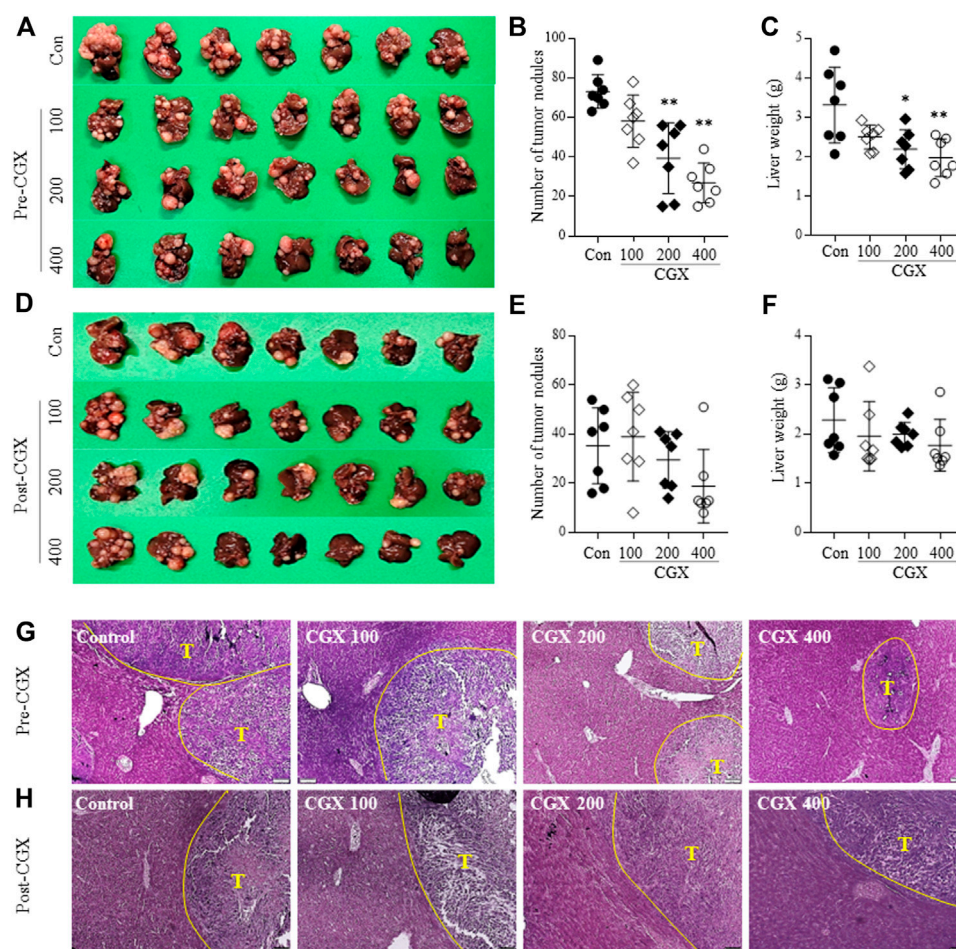 A
Con
Pre-CGX
100
200
400
B
Number of tumor nodules
100
80
60
40
20
0
**
**
Con 100 200 400
CGX
C
Liver weight (g)
5
4
3
2
1
0
*
**
Con 100 200 400
CGX
D
Con
Post-CGX
100
200
400
E
Number of tumor nodules
80
60
40
20
0
Con 100 200 400
CGX
F
Liver weight (g)
4
3
2
1
0
Con 100 200 400
CGX
G
Pre-CGX
Control
T
T
CGX 100
T
CGX 200
T
T
CGX 400
T
H
Post-CGX
Control
T
CGX 100
T
CGX 200
T
CGX 400
T